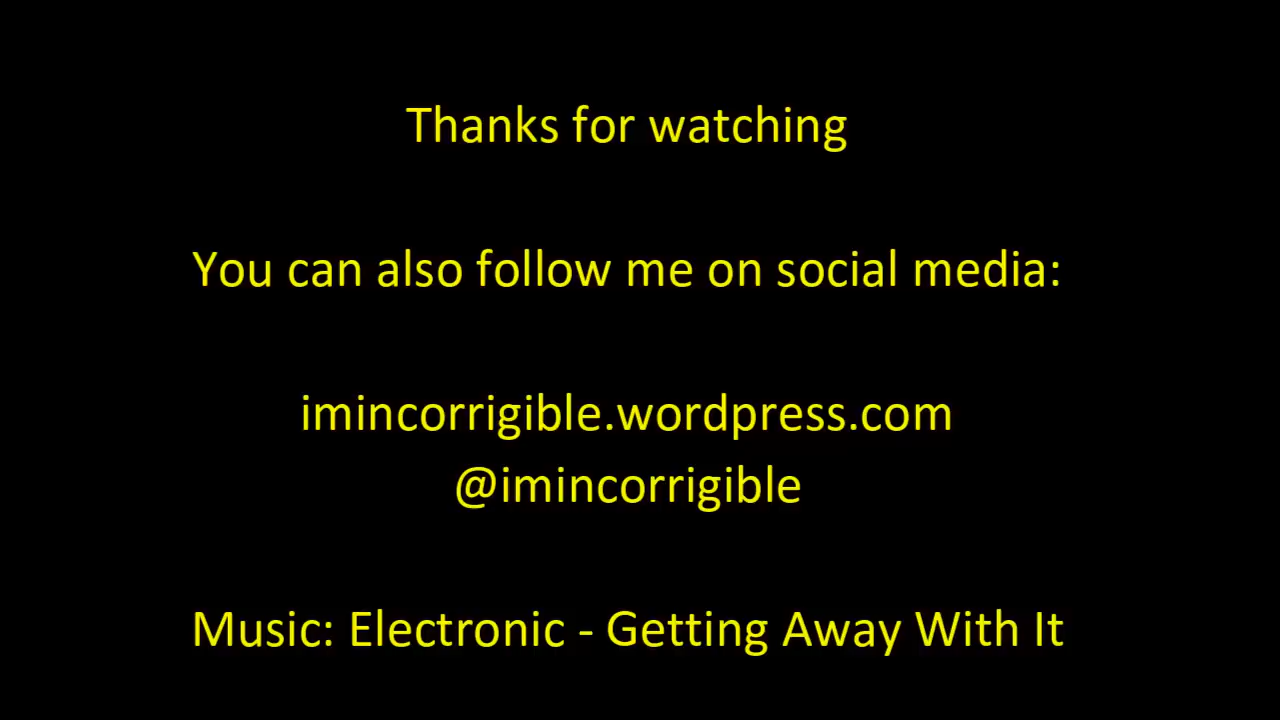 Thanks for watching
You can also follow me on social media:
imincorrigible.wordpress.com
@imincorrigible
Music: Electronic - Getting Away With It